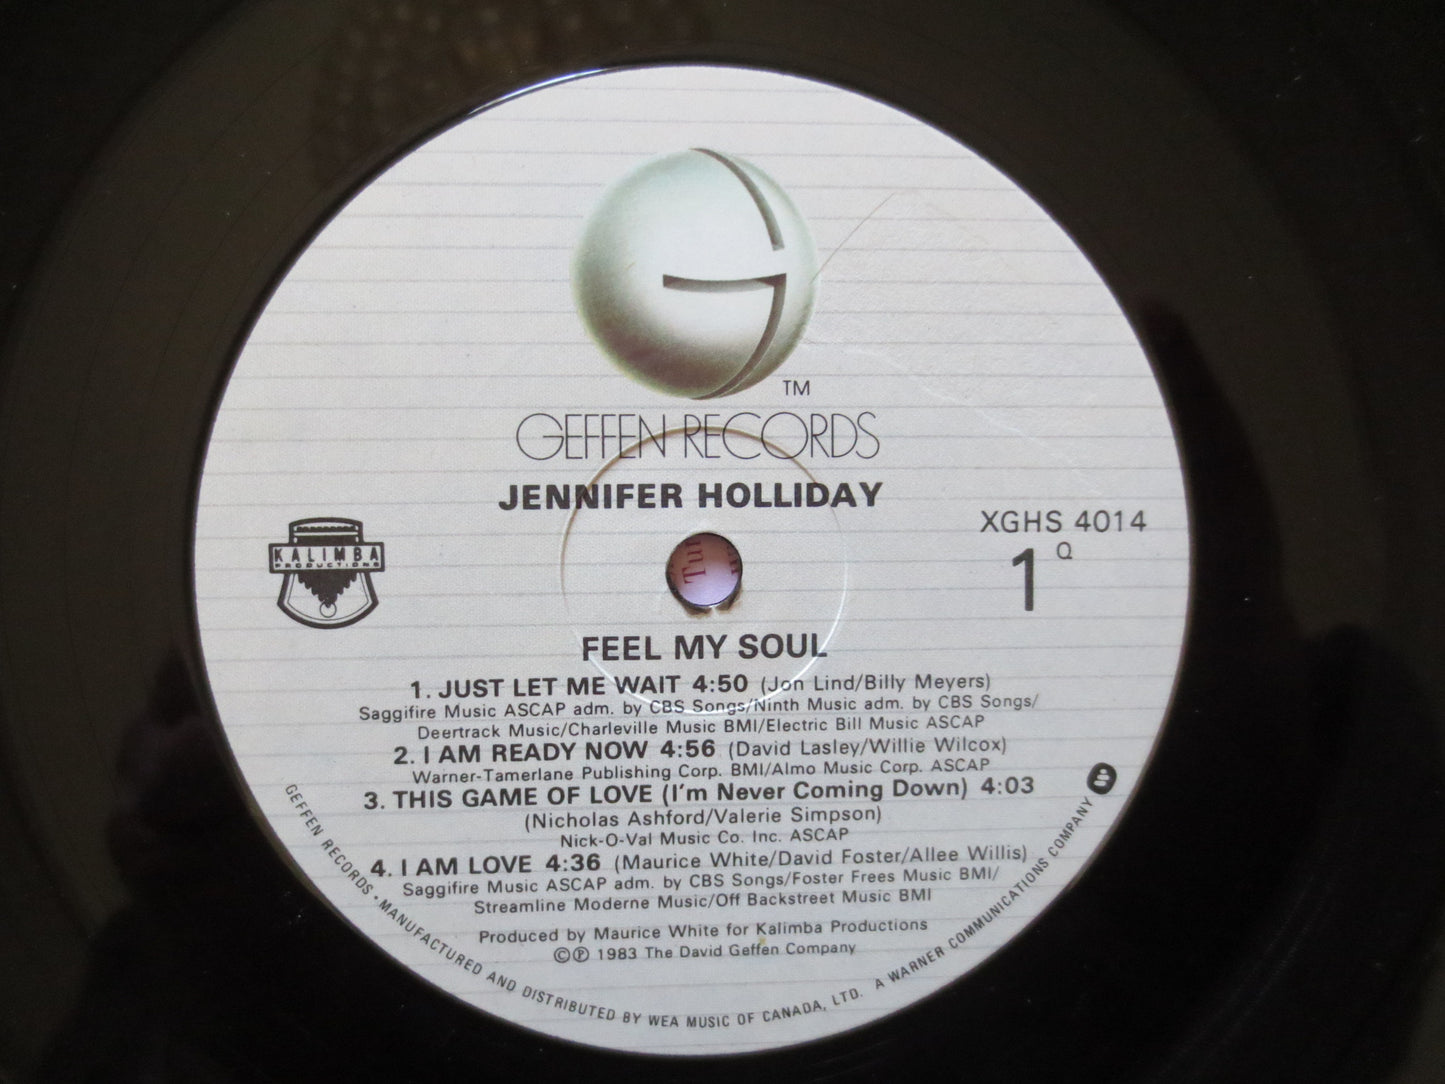 TM
GEFFEN RECORDS
JENNIFER HOLLIDAY
XGHS 4014
1 Q
KALIMBA
PRODUCTIONS
Tu
FEEL MY SOUL
1. JUST LET ME WAIT 4:50 (Jon Lind/Billy Meyers)
Saggifire Music ASCAP adm. by CBS Songs/Ninth Music adm. by CBS Songs/
Deertrack Music/Charleville Music BMI/Electric Bill Music ASCAP
2. I AM READY NOW 4:56 (David Lasley/Willie Wilcox)
Warner-Tamerlane Publishing Corp. BMI/Almo Music Corp. ASCAP
3. THIS GAME OF LOVE (I'm Never Coming Down) 4:03
(Nicholas Ashford/Valerie Simpson)
Nick-O-Val Music Co. Inc. ASCAP
4. I AM LOVE 4:36 (Maurice White/David Foster/Allee Willis)
Saggifire Music ASCAP adm. by CBS Songs/Foster Frees Music BMI/
Streamline Moderne Music/Off Backstreet Music BMI
Produced by Maurice White for Kalimba Productions
©℗ 1983 The David Geffen Company
GEFFEN RECORDS • MANUFACTURED AND DISTRIBUTED BY WEA MUSIC OF CANADA, LTD. A WARNER COMMUNICATIONS COMPANY